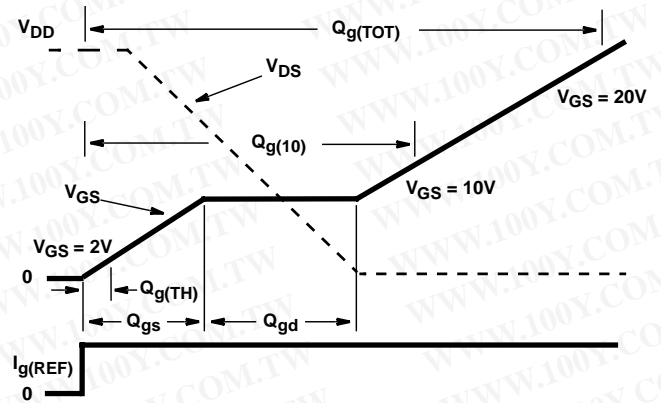 V_DD
Q_g(TOT)
V_DS
V_GS = 20V
Q_g(10)
V_GS
V_GS = 10V
V_GS = 2V
0
Q_g(TH)
Q_gs
Q_gd
I_g(REF)
0
WWW.100Y.COM.TW